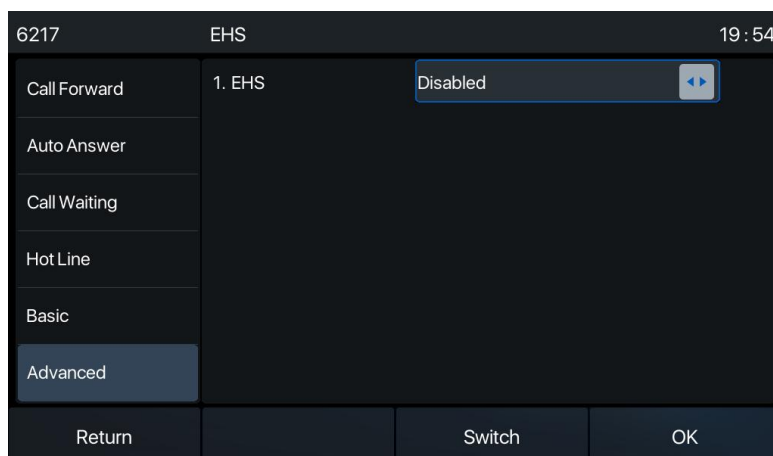 6217 EHS 19:54
Call Forward 1. EHS Disabled
Auto Answer
Call Waiting
Hot Line
Basic
Advanced
Return Switch OK